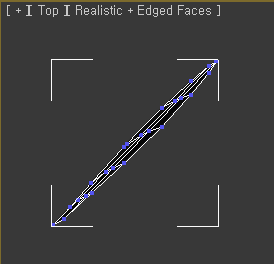 [ + ][ Top ][ Realistic + Edged Faces ]